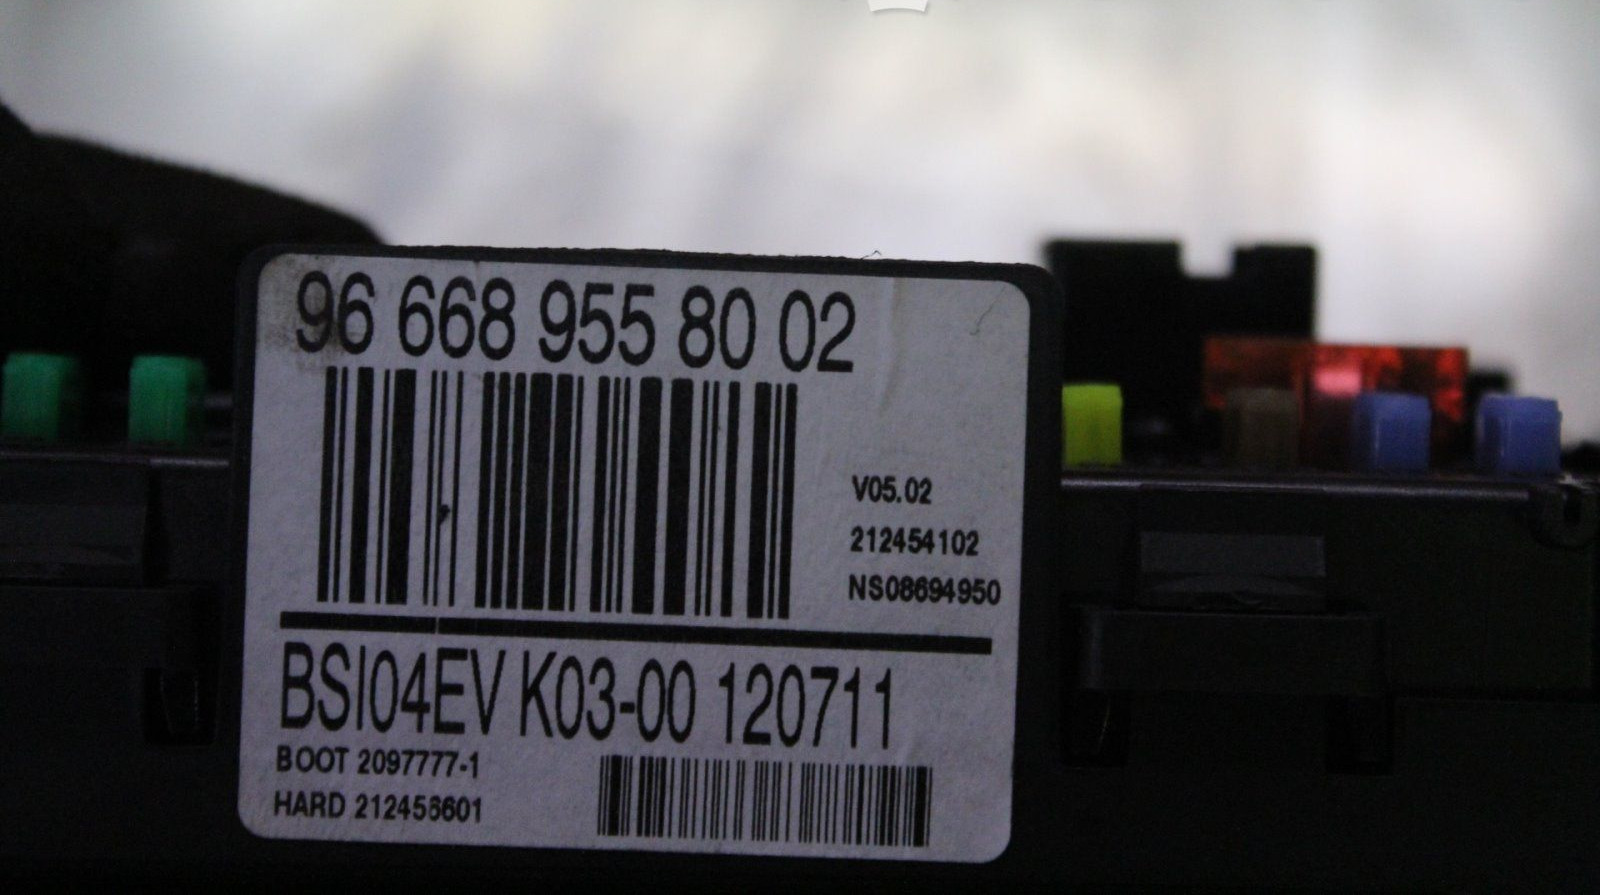 96 668 955 80 02
V05.02
212454102
NS08694950
BSI04EV K03-00 120711
BOOT 2097777-1
HARD 212456601